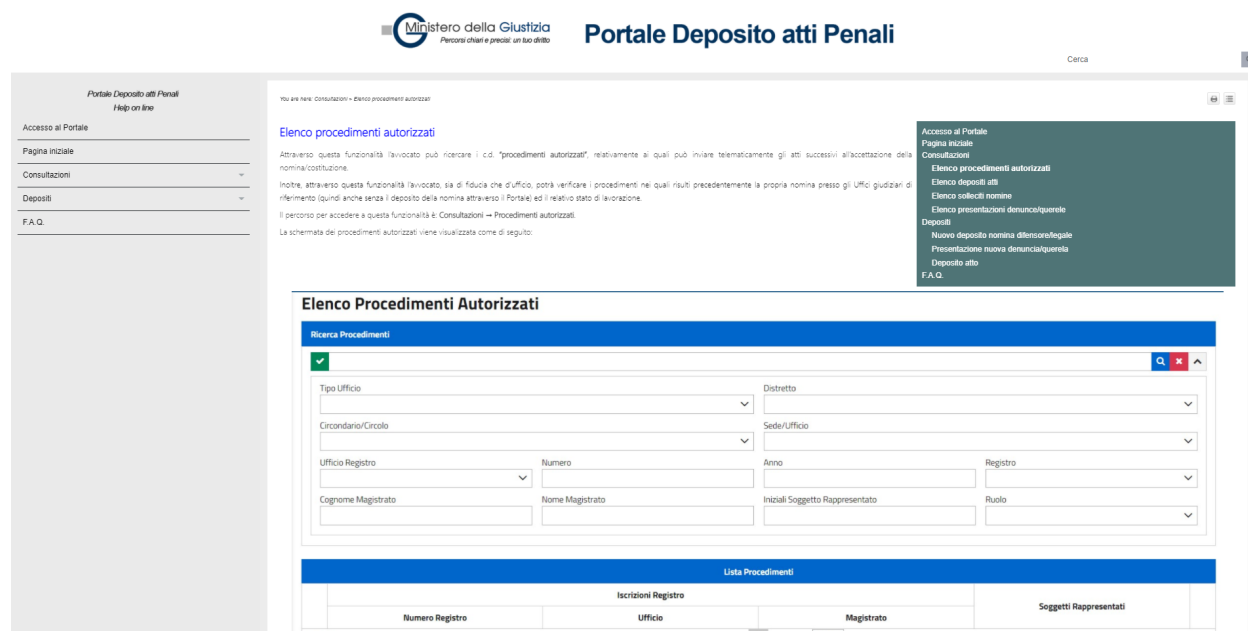 Ministero della Giustizia
Percorsi chiari e precisi: un tuo diritto
Portale Deposito atti Penali
Cerca
Portale Deposito atti Penali
Help on line
Accesso al Portale
Pagina iniziale
Consultazioni
Depositi
F.A.Q.
You are here: Consultazioni > Elenco procedimenti autorizzati
Elenco procedimenti autorizzati
Attraverso questa funzionalità l'avvocato può ricercare i c.d. "procedimenti autorizzati", relativamente ai quali può inviare telematicamente gli atti successivi all'accettazione della
nomina/costituzione.
Inoltre, attraverso questa funzionalità l'avvocato, sia di fiducia che d'ufficio, potrà verificare i procedimenti nei quali risulti precedentemente la propria nomina presso gli Uffici giudiziari di
riferimento (quindi anche senza il deposito della nomina attraverso il Portale) ed il relativo stato di lavorazione.
Il percorso per accedere a questa funzionalità è: Consultazioni → Procedimenti autorizzati.
La schermata dei procedimenti autorizzati viene visualizzata come di seguito:
Accesso al Portale
Pagina iniziale
Consultazioni
Elenco procedimenti autorizzati
Elenco depositi atti
Elenco solleciti nomine
Elenco presentazioni denunce/querele
Depositi
Nuovo deposito nomina difensore/legale
Presentazione nuova denuncia/querela
Deposito atto
F.A.Q.
Elenco Procedimenti Autorizzati
Ricerca Procedimenti
Tipo Ufficio
Distretto
Circondario/Circolo
Sede/Ufficio
Ufficio Registro
Numero
Anno
Registro
Cognome Magistrato
Nome Magistrato
Iniziali Soggetto Rappresentato
Ruolo
Lista Procedimenti
Iscrizioni Registro
Soggetti Rappresentati
Numero Registro
Ufficio
Magistrato